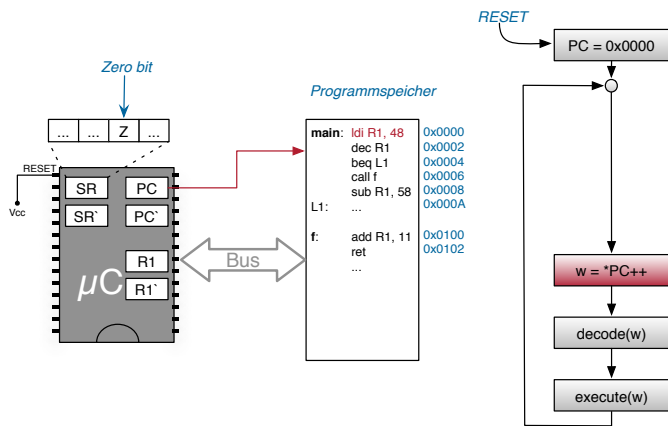 RESET
PC = 0x0000
Zero bit
Programmspeicher
... ... Z ...
main: ldi R1, 48 0x0000
dec R1 0x0002
beq L1 0x0004
call f 0x0006
sub R1, 58 0x0008
L1: ... 0x000A
f: add R1, 11 0x0100
ret 0x0102
...
RESET
Vcc
SR PC
SR` PC`
R1
R1`
µC
Bus
w = *PC++
decode(w)
execute(w)